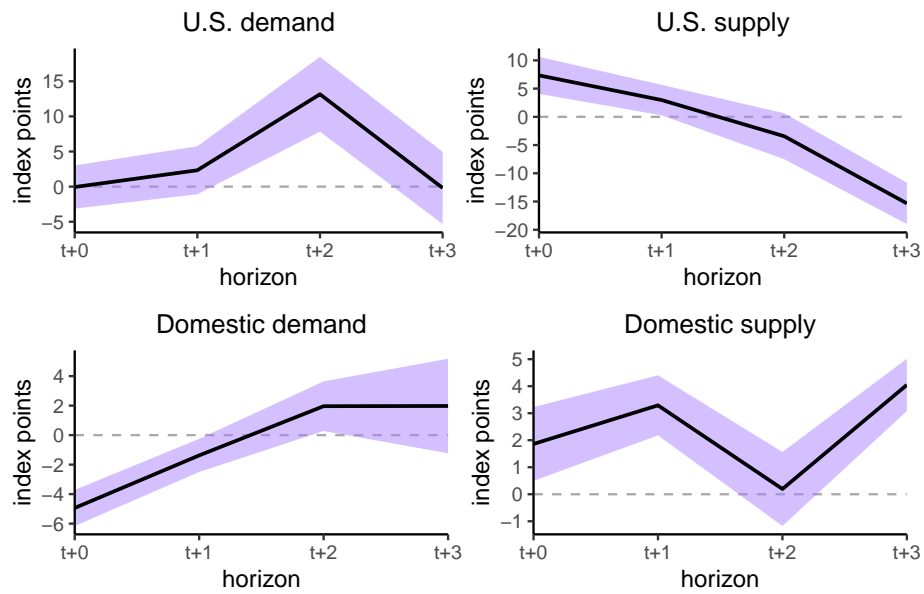 U.S. demand
index points
15
10
5
0
−5
t+0 t+1 t+2 t+3
horizon
U.S. supply
index points
10
5
0
−5
−10
−15
−20
t+0 t+1 t+2 t+3
horizon
Domestic demand
index points
4
2
0
−2
−4
−6
t+0 t+1 t+2 t+3
horizon
Domestic supply
index points
5
4
3
2
1
0
−1
t+0 t+1 t+2 t+3
horizon